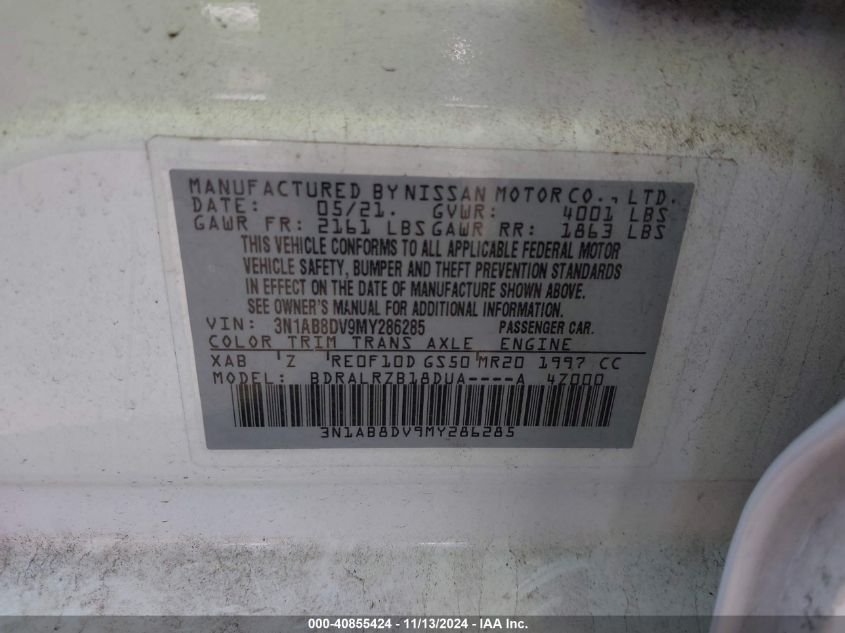 MANUFACTURED BY NISSAN MOTOR CO., LTD.
DATE: 05/21. GVWR: 4001 LBS
GAWR FR: 2161 LBS GAWR RR: 1863 LBS
THIS VEHICLE CONFORMS TO ALL APPLICABLE FEDERAL MOTOR
VEHICLE SAFETY, BUMPER AND THEFT PREVENTION STANDARDS
IN EFFECT ON THE DATE OF MANUFACTURE SHOWN ABOVE.
SEE OWNER'S MANUAL FOR ADDITIONAL INFORMATION.
VIN: 3N1AB8DV9MY286285 PASSENGER CAR.
COLOR TRIM TRANS AXLE ENGINE
XAB Z RE0F10D GS50 MR20 1997 CC
MODEL: BDRALRZB18DUA----A 4Z000
3N1AB8DV9MY286285
000-40855424 - 11/13/2024 - IAA Inc.